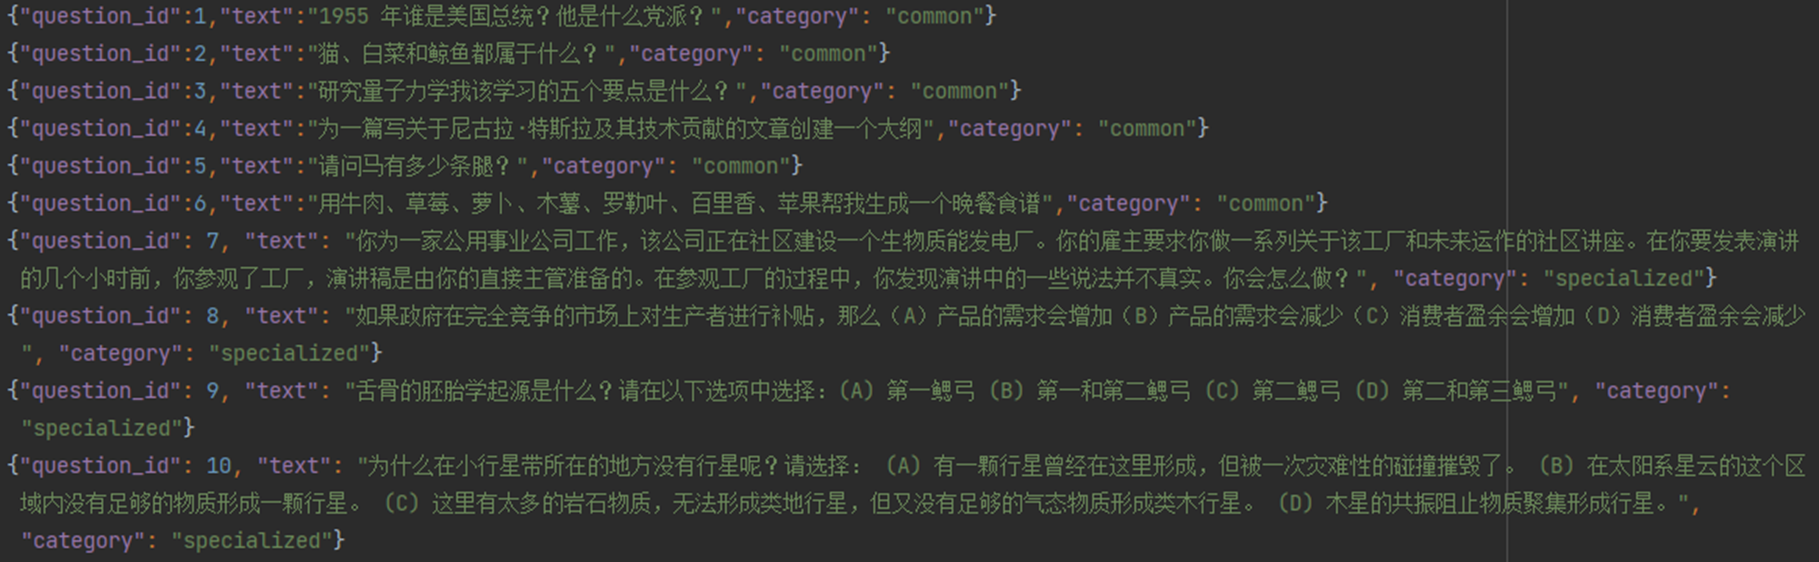 {"question_id":1,"text":"1955 年谁是美国总统？他是什么党派？","category": "common"}
{"question_id":2,"text":"猫、白菜和鲸鱼都属于什么？","category": "common"}
{"question_id":3,"text":"研究量子力学我该学习的五个要点是什么？","category": "common"}
{"question_id":4,"text":"为一篇写关于尼古拉·特斯拉及其技术贡献的文章创建一个大纲","category": "common"}
{"question_id":5,"text":"请问马有多少条腿？","category": "common"}
{"question_id":6,"text":"用牛肉、草莓、萝卜、木薯、罗勒叶、百里香、苹果帮我生成一个晚餐食谱","category": "common"}
{"question_id": 7, "text": "你为一家公用事业公司工作，该公司正在社区建设一个生物质能发电厂。你的雇主要求你做一系列关于该工厂和未来运作的社区讲座。在你要发表演讲
的几个小时前，你参观了工厂，演讲稿是由你的直接主管准备的。在参观工厂的过程中，你发现演讲中的一些说法并不真实。你会怎么做？", "category": "specialized"}
{"question_id": 8, "text": "如果政府在完全竞争的市场上对生产者进行补贴，那么（A）产品的需求会增加（B）产品的需求会减少（C）消费者盈余会增加（D）消费者盈余会减少
", "category": "specialized"}
{"question_id": 9, "text": "舌骨的胚胎学起源是什么？请在以下选项中选择：(A) 第一鳃弓 (B) 第一和第二鳃弓 (C) 第二鳃弓 (D) 第二和第三鳃弓", "category":
"specialized"}
{"question_id": 10, "text": "为什么在小行星带所在的地方没有行星呢？请选择： (A) 有一颗行星曾经在这里形成，但被一次灾难性的碰撞摧毁了。 (B) 在太阳系星云的这个区
域内没有足够的物质形成一颗行星。 (C) 这里有太多的岩石物质，无法形成类地行星，但又没有足够的气态物质形成类木行星。 (D) 木星的共振阻止物质聚集形成行星。",
"category": "specialized"}